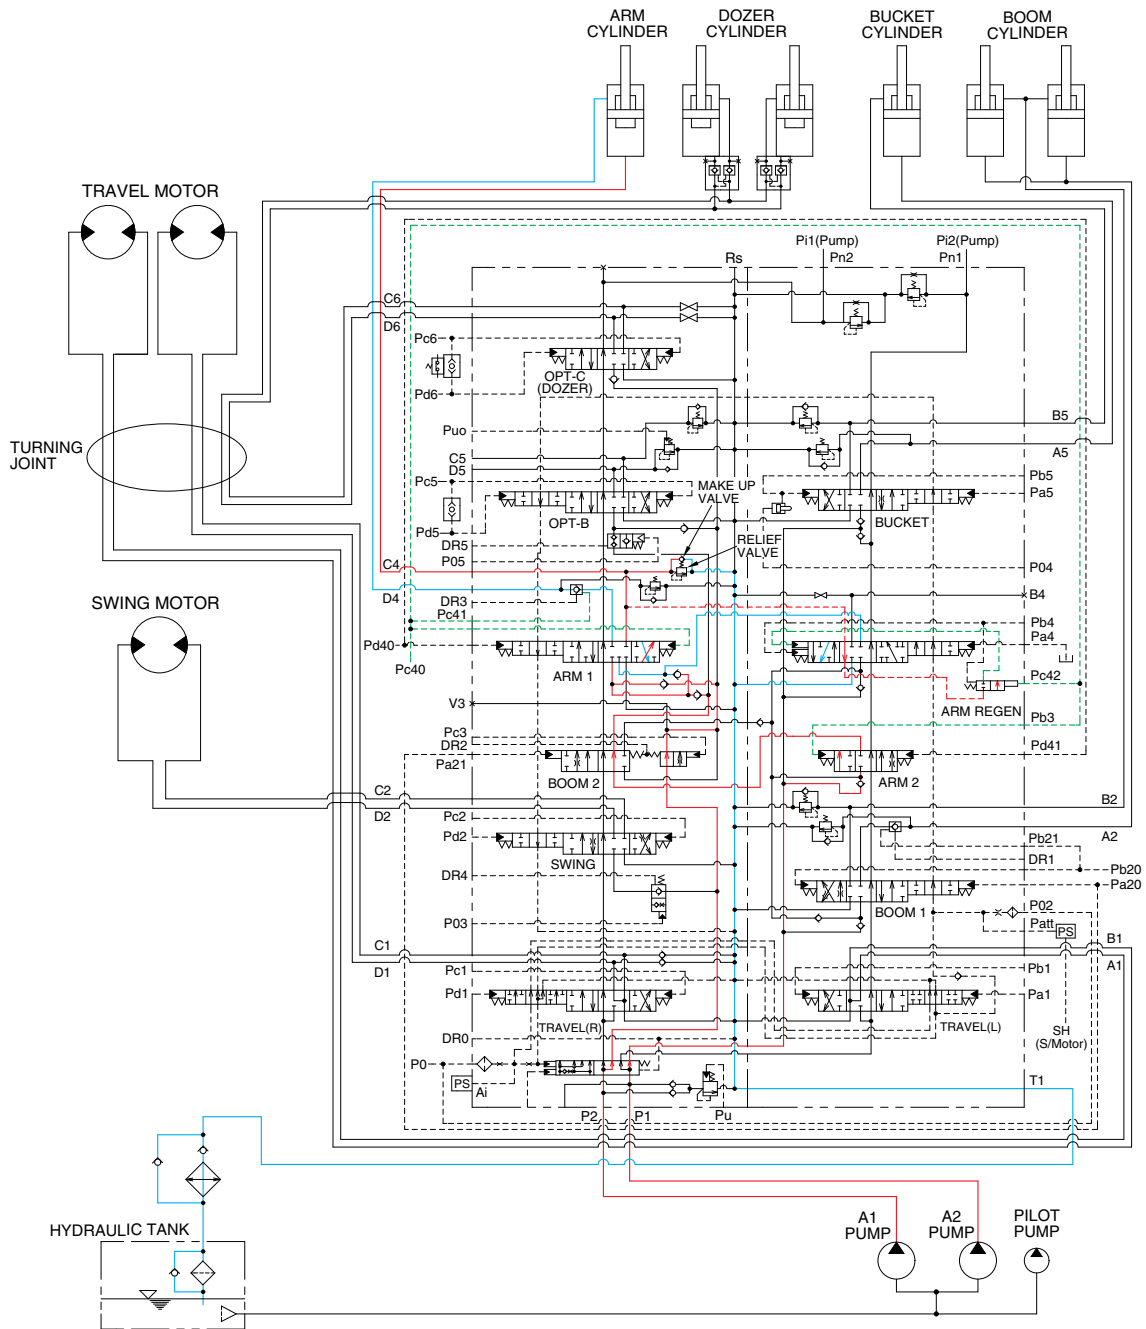 ARM
CYLINDER
DOZER
CYLINDER
BUCKET
CYLINDER
BOOM
CYLINDER
TRAVEL MOTOR
Pi1(Pump)
Pn2
Pi2(Pump)
Pn1
Rs
C6
D6
Pc6
Pd6
OPT-C
(DOZER)
TURNING
JOINT
Puo
C5
D5
Pc5
Pd5
OPT-B
DR5
P05
MAKE UP
VALVE
RELIEF
VALVE
B5
A5
Pb5
Pa5
BUCKET
P04
B4
C4
D4
DR3
Pc41
Pd40
Pc40
ARM 1
Pb4
Pa4
Pc42
ARM REGEN
SWING MOTOR
V3
Pc3
DR2
Pa21
BOOM 2
Pb3
Pd41
ARM 2
C2
D2
Pc2
Pd2
SWING
DR4
P03
B2
A2
Pb21
DR1
Pb20
Pa20
BOOM 1
P02
Patt
PS
C1
D1
Pc1
Pd1
TRAVEL(R)
B1
A1
Pb1
Pa1
TRAVEL(L)
SH
(S/Motor)
DR0
P0
PS
Ai
P2
P1
Pu
T1
HYDRAULIC TANK
A1
PUMP
A2
PUMP
PILOT
PUMP